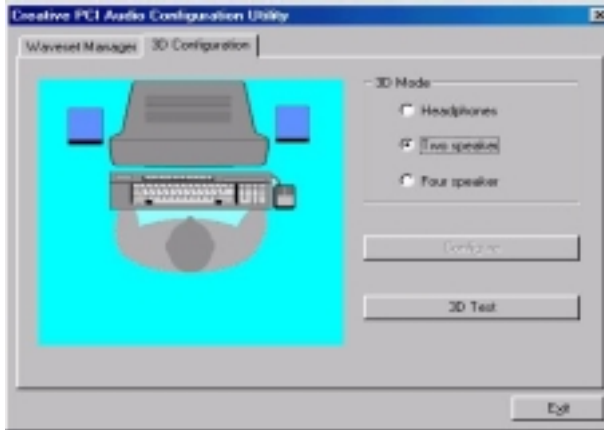 Creative PCI Audio Configuration Utility
Waveset Manager
3D Configuration
3D Mode
Headphones
Two speaker
Four speaker
Configure
3D Test
Exit